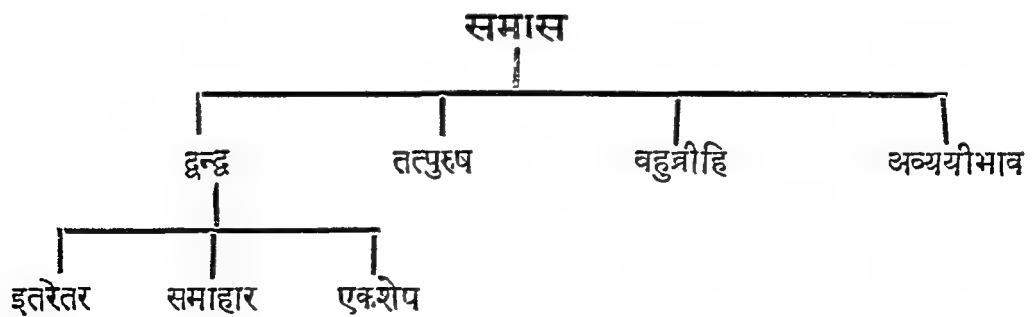 समास
द्वन्द्व तत्पुरुष वहुव्रीहि अव्ययीभाव
इतरेतर समाहार एकशेप